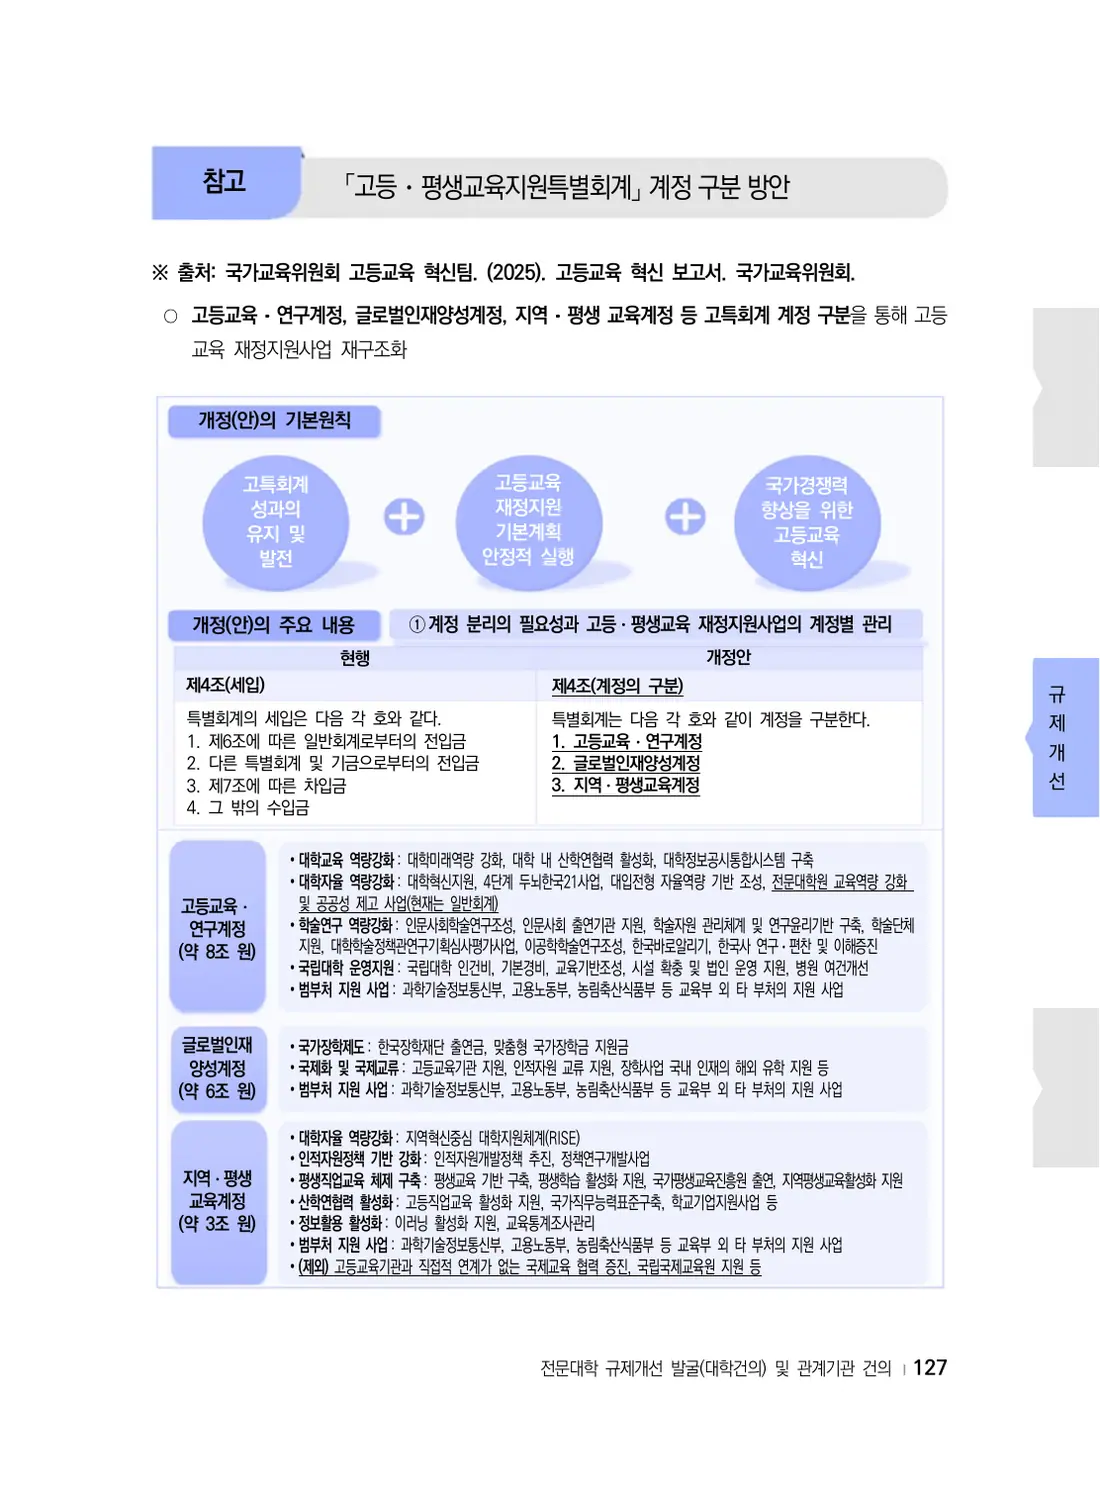 참고
「고등·평생교육지원특별회계」 계정 구분 방안
※ 출처: 국가교육위원회 고등교육 혁신팀. (2025). 고등교육 혁신 보고서. 국가교육위원회.
○ 고등교육·연구계정, 글로벌인재양성계정, 지역·평생 교육계정 등 고특회계 계정 구분을 통해 고등
교육 재정지원사업 재구조화
개정(안)의 기본원칙
고특회계
성과의
유지 및
발전
고등교육
재정지원
기본계획
안정적 실행
국가경쟁력
향상을 위한
고등교육
혁신
개정(안)의 주요 내용
① 계정 분리의 필요성과 고등·평생교육 재정지원사업의 계정별 관리
현행
개정안
제4조(세입)
제4조(계정의 구분)
특별회계의 세입은 다음 각 호와 같다.
1. 제6조에 따른 일반회계로부터의 전입금
2. 다른 특별회계 및 기금으로부터의 전입금
3. 제7조에 따른 차입금
4. 그 밖의 수입금
특별회계는 다음 각 호와 같이 계정을 구분한다.
1. 고등교육·연구계정
2. 글로벌인재양성계정
3. 지역·평생교육계정
고등교육·
연구계정
(약 8조 원)
• 대학교육 역량강화: 대학미래역량 강화, 대학 내 산학연협력 활성화, 대학정보공시통합시스템 구축
• 대학자율 역량강화: 대학혁신지원, 4단계 두뇌한국21사업, 대입전형 자율역량 기반 조성, 전문대학원 교육역량 강화
및 공공성 제고 사업(현재는 일반회계)
• 학술연구 역량강화: 인문사회학술연구조성, 인문사회 출연기관 지원, 학술자원 관리체계 및 연구윤리기반 구축, 학술단체
지원, 대학학술정책관연구기획심사평가사업, 이공학학술연구조성, 한국바로알리기, 한국사 연구·편찬 및 이해증진
• 국립대학 운영지원: 국립대학 인건비, 기본경비, 교육기반조성, 시설 확충 및 법인 운영 지원, 병원 여건개선
• 범부처 지원 사업: 과학기술정보통신부, 고용노동부, 농림축산식품부 등 교육부 외 타 부처의 지원 사업
글로벌인재
양성계정
(약 6조 원)
• 국가장학제도: 한국장학재단 출연금, 맞춤형 국가장학금 지원금
• 국제화 및 국제교류: 고등교육기관 지원, 인적자원 교류 지원, 장학사업 국내 인재의 해외 유학 지원 등
• 범부처 지원 사업: 과학기술정보통신부, 고용노동부, 농림축산식품부 등 교육부 외 타 부처의 지원 사업
지역·평생
교육계정
(약 3조 원)
• 대학자율 역량강화: 지역혁신중심 대학지원체계(RISE)
• 인적자원정책 기반 강화: 인적자원개발정책 추진, 정책연구개발사업
• 평생직업교육 체제 구축: 평생교육 기반 구축, 평생학습 활성화 지원, 국가평생교육진흥원 출연, 지역평생교육활성화 지원
• 산학연협력 활성화: 고등직업교육 활성화 지원, 국가직무능력표준구축, 학교기업지원사업 등
• 정보활용 활성화: 이러닝 활성화 지원, 교육통계조사관리
• 범부처 지원 사업: 과학기술정보통신부, 고용노동부, 농림축산식품부 등 교육부 외 타 부처의 지원 사업
• (제외) 고등교육기관과 직접적 연계가 없는 국제교육 협력 증진, 국립국제교육원 지원 등
규
제
개
선
전문대학 규제개선 발굴(대학건의) 및 관계기관 건의 | 127